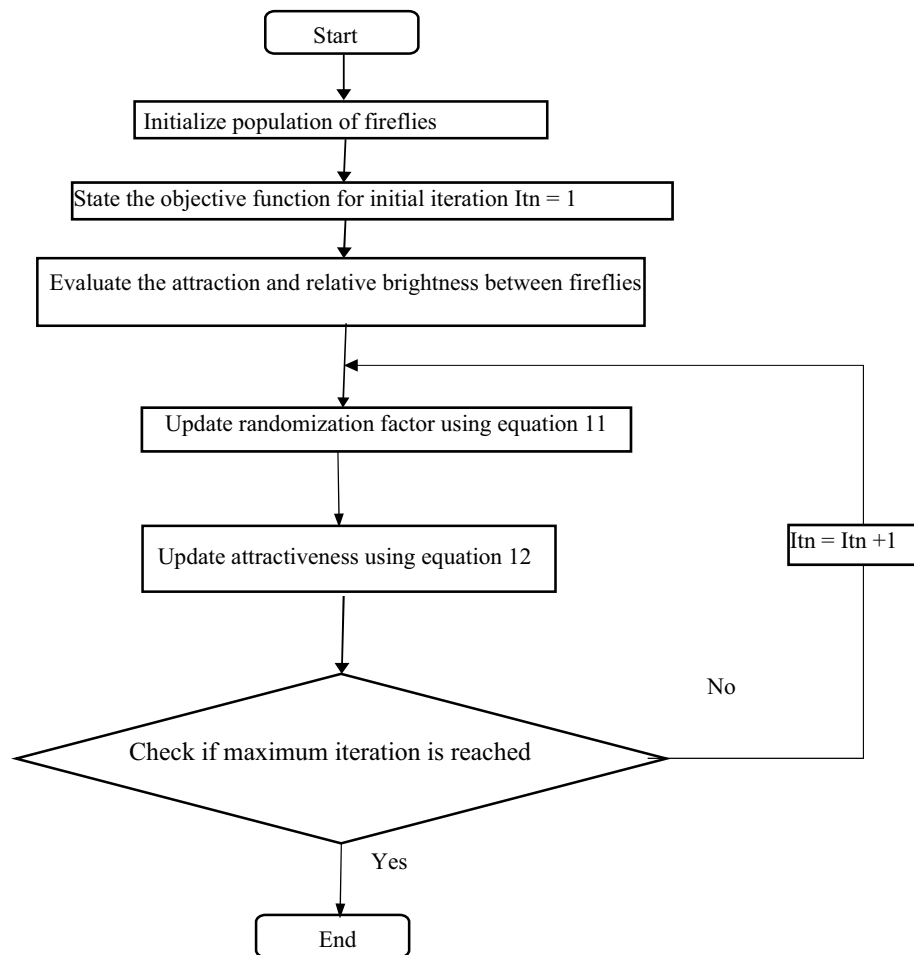 Start
Initialize population of fireflies
State the objective function for initial iteration Itn = 1
Evaluate the attraction and relative brightness between fireflies
Update randomization factor using equation 11
Update attractiveness using equation 12
Itn = Itn +1
No
Check if maximum iteration is reached
Yes
End